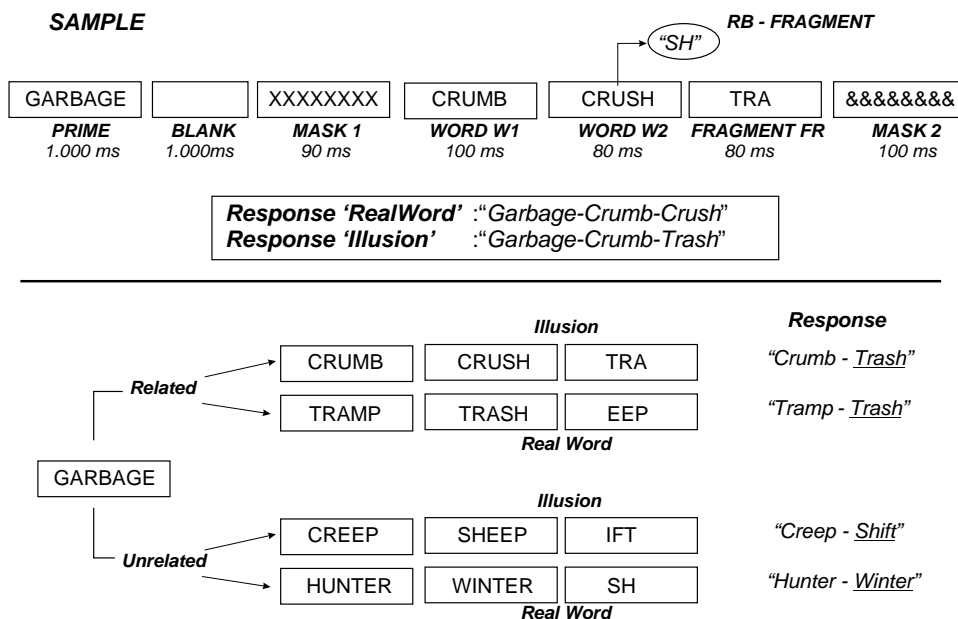 SAMPLE
RB - FRAGMENT
"SH"
GARBAGE XXXXXXXX CRUMB CRUSH TRA &&&&&&&&
PRIME BLANK MASK 1 WORD W1 WORD W2 FRAGMENT FR MASK 2
1.000 ms 1.000ms 90 ms 100 ms 80 ms 80 ms 100 ms
Response 'RealWord' :"Garbage-Crumb-Crush"
Response 'Illusion' :"Garbage-Crumb-Trash"
Illusion Response
CRUMB CRUSH TRA "Crumb - Trash"
Related
TRAMP TRASH EEP "Tramp - Trash"
Real Word
GARBAGE
Illusion
CREEP SHEEP IFT "Creep - Shift"
Unrelated
HUNTER WINTER SH "Hunter - Winter"
Real Word